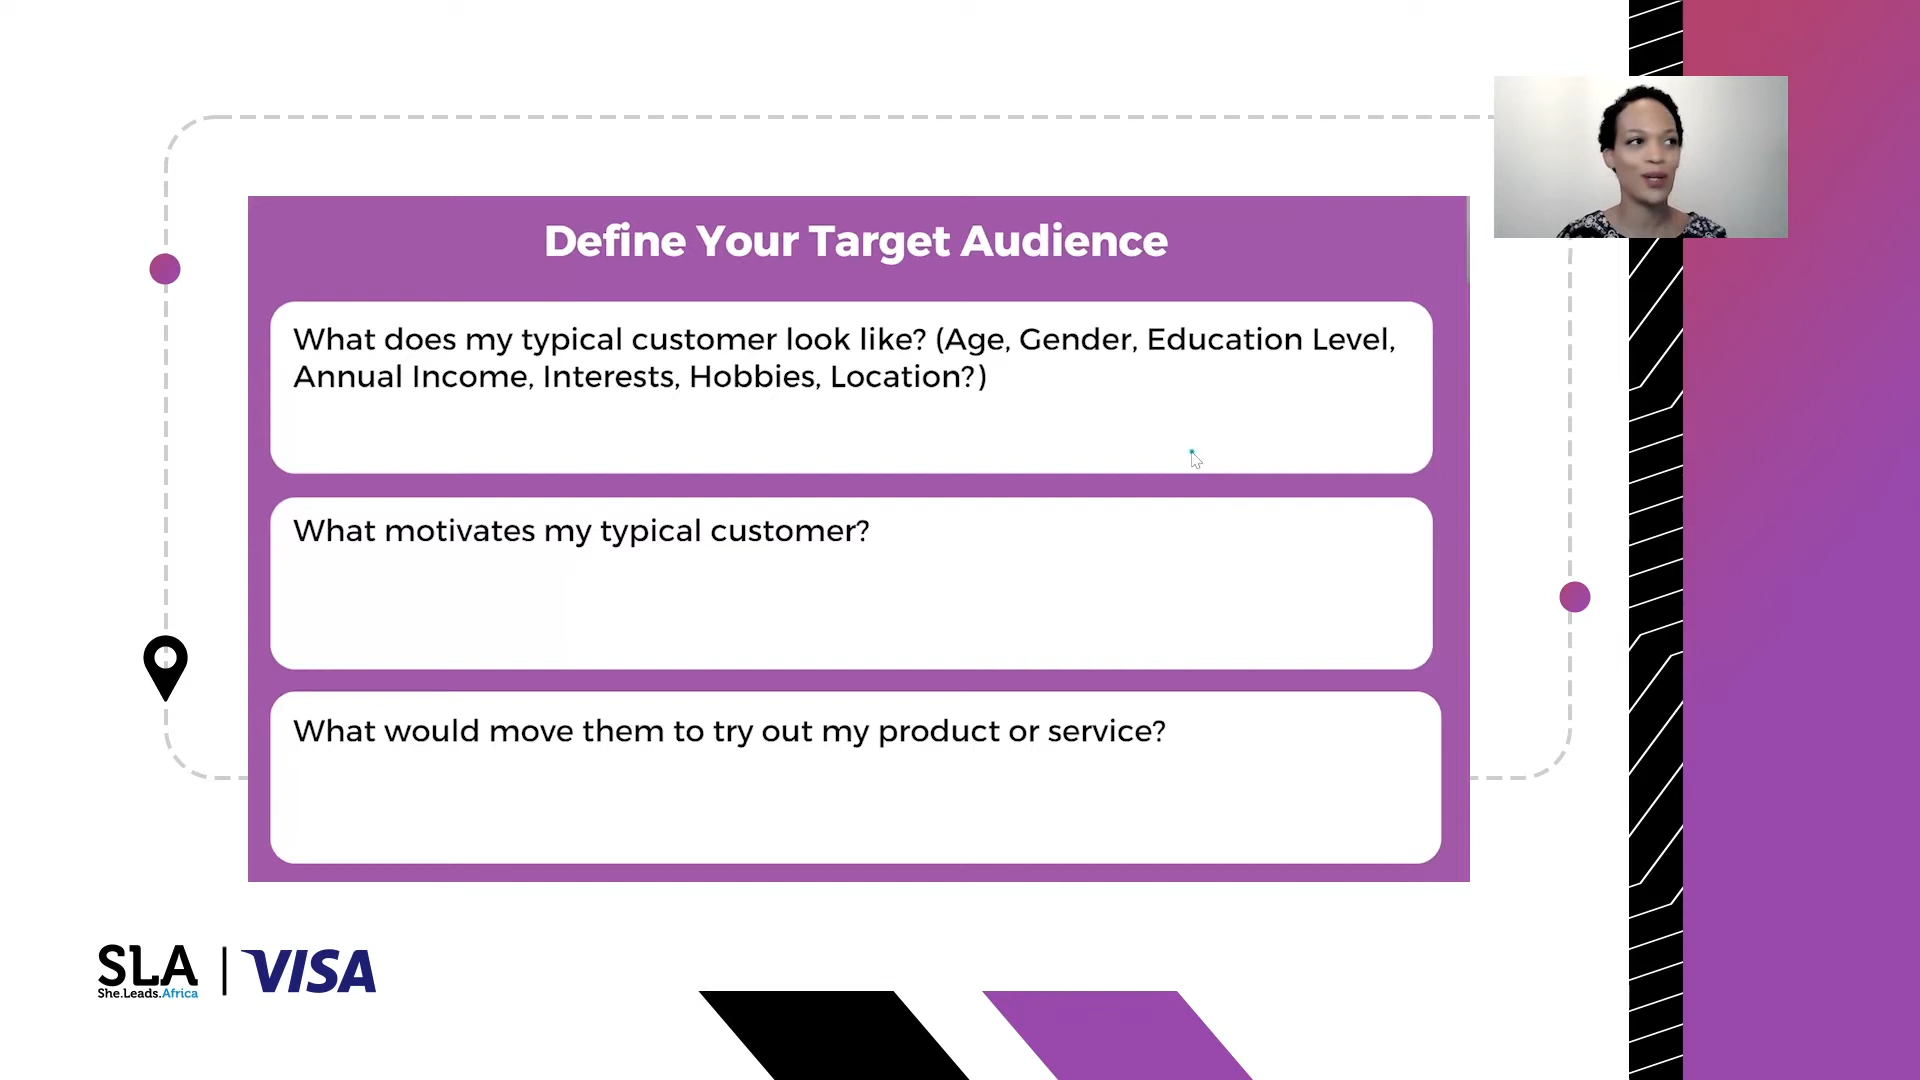 Define Your Target Audience
What does my typical customer look like? (Age, Gender, Education Level,
Annual Income, Interests, Hobbies, Location?)
What motivates my typical customer?
What would move them to try out my product or service?
SLA
She.Leads.Africa
VISA